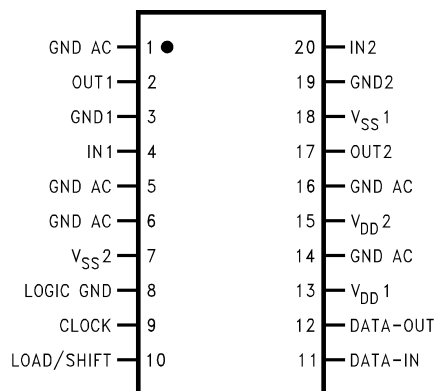 GND AC 1 20 IN2
OUT1 2 19 GND2
GND1 3 18 VSS1
IN1 4 17 OUT2
GND AC 5 16 GND AC
GND AC 6 15 VDD2
VSS2 7 14 GND AC
LOGIC GND 8 13 VDD1
CLOCK 9 12 DATA-OUT
LOAD/SHIFT 10 11 DATA-IN